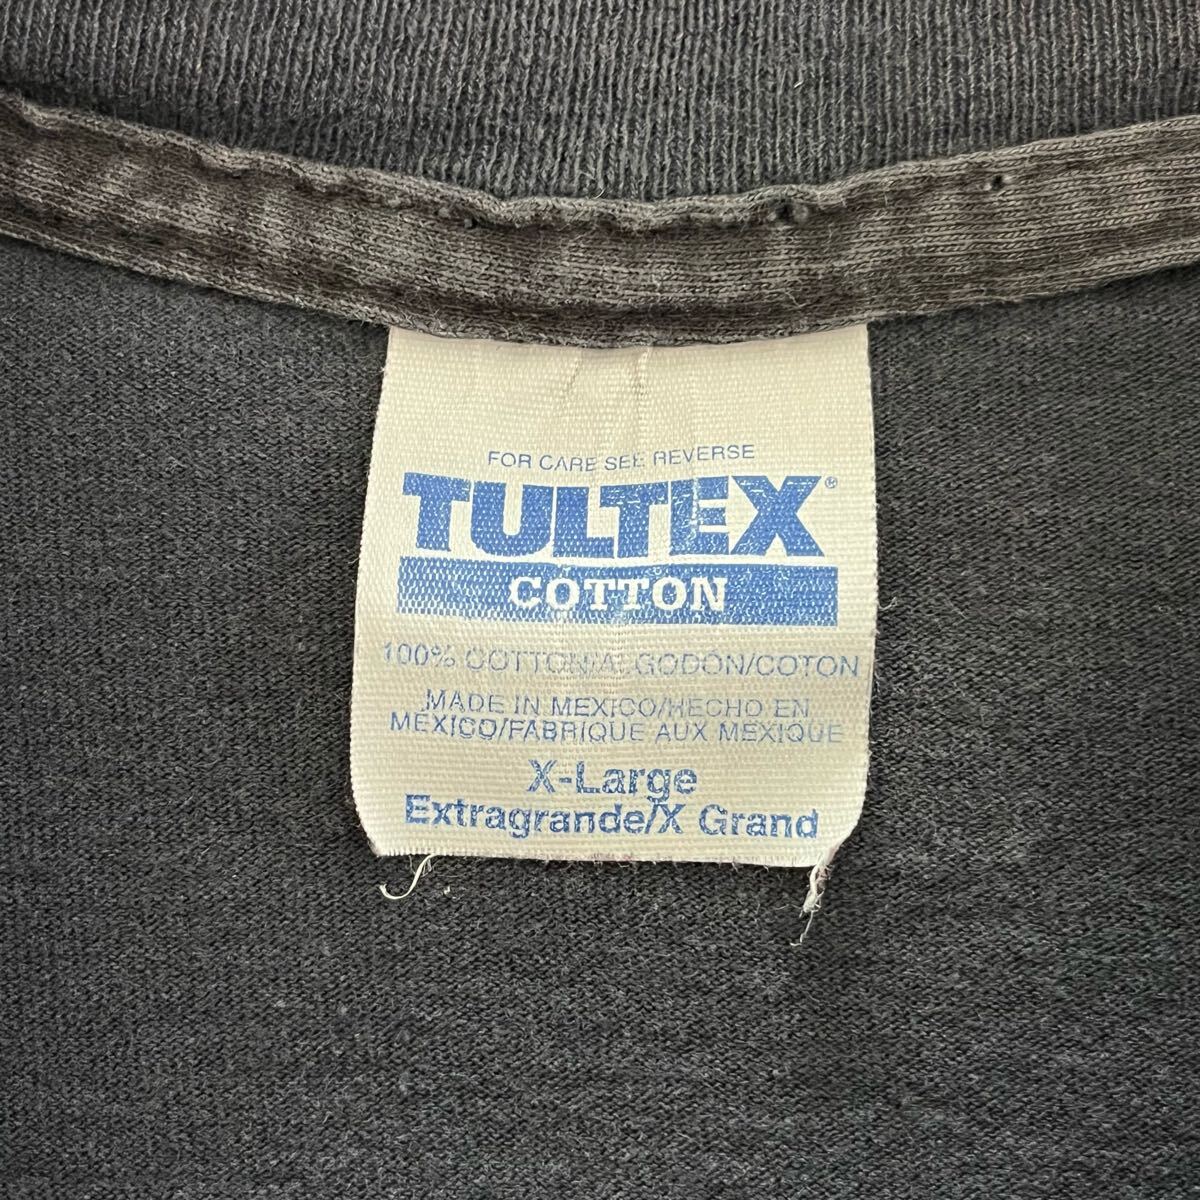 FOR CARE SEE REVERSE
TULTEX®
COTTON
100% COTTON/ALGODÓN/COTON
MADE IN MEXICO/HECHO EN
MEXICO/FABRIQUE AUX MEXIQUE
X-Large
Extragrande/X Grand